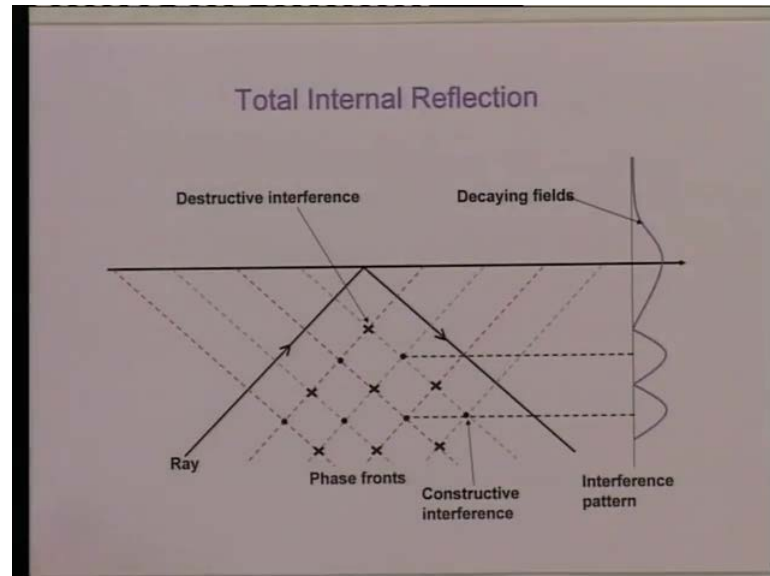 Total Internal Reflection
Destructive interference
Decaying fields
Ray
Phase fronts
Constructive
interference
Interference
pattern